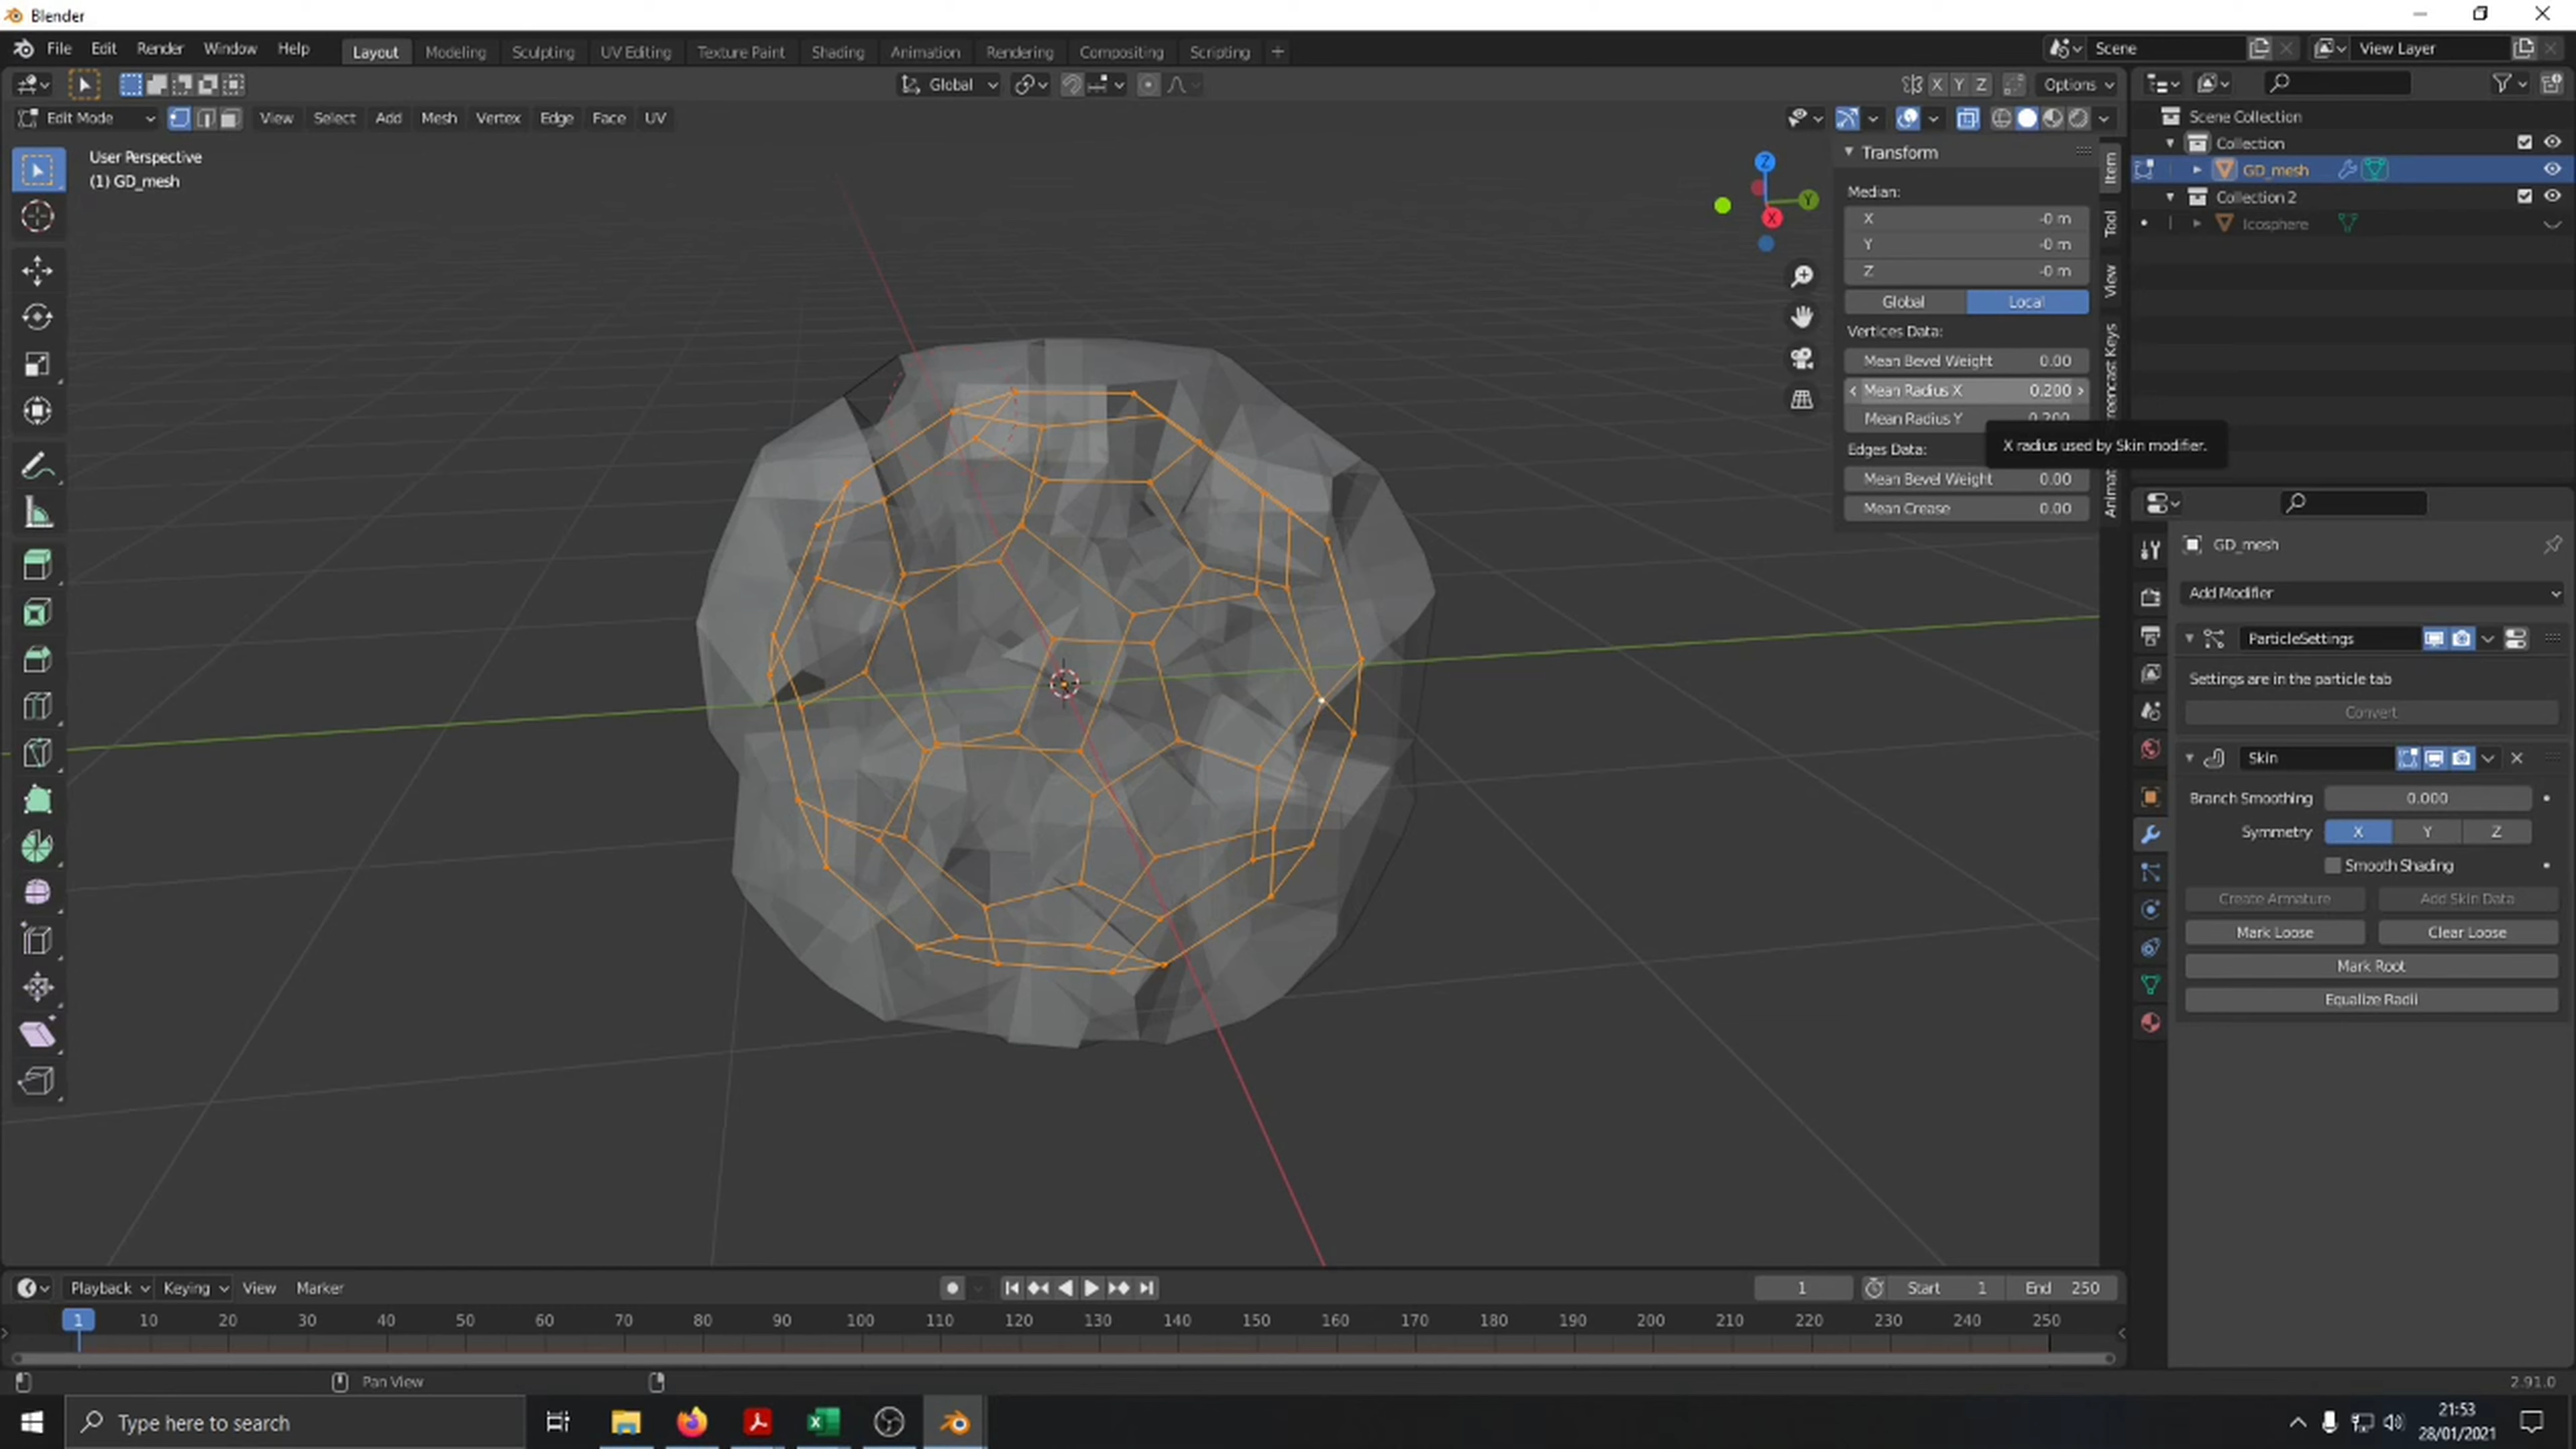 Blender
File Edit Render Window Help Layout Modeling Sculpting UV Editing Texture Paint Shading Animation Rendering Compositing Scripting + Scene View Layer
Global X Y Z Options
Edit Mode View Select Add Mesh Vertex Edge Face UV
User Perspective
(1) GD_mesh
Z
Y
X
Transform
Median:
X -0 m
Y -0 m
Z -0 m
Global Local
Vertices Data:
Mean Bevel Weight 0.00
Mean Radius X 0.200
Mean Radius Y 0.200
X radius used by Skin modifier.
Edges Data:
Mean Bevel Weight 0.00
Mean Crease 0.00
Item
Tool
View
reencast Keys
Animat
Scene Collection
Collection
GD_mesh
Collection 2
Icosphere
GD_mesh
Add Modifier
ParticleSettings
Settings are in the particle tab
Convert
Skin
Branch Smoothing 0.000
Symmetry X Y Z
Smooth Shading
Create Armature Add Skin Data
Mark Loose Clear Loose
Mark Root
Equalize Radii
Playback Keying View Marker 1 Start 1 End 250
1 10 20 30 40 50 60 70 80 90 100 110 120 130 140 150 160 170 180 190 200 210 220 230 240 250
Pan View 2.91.0
Type here to search
21:53
28/01/2021